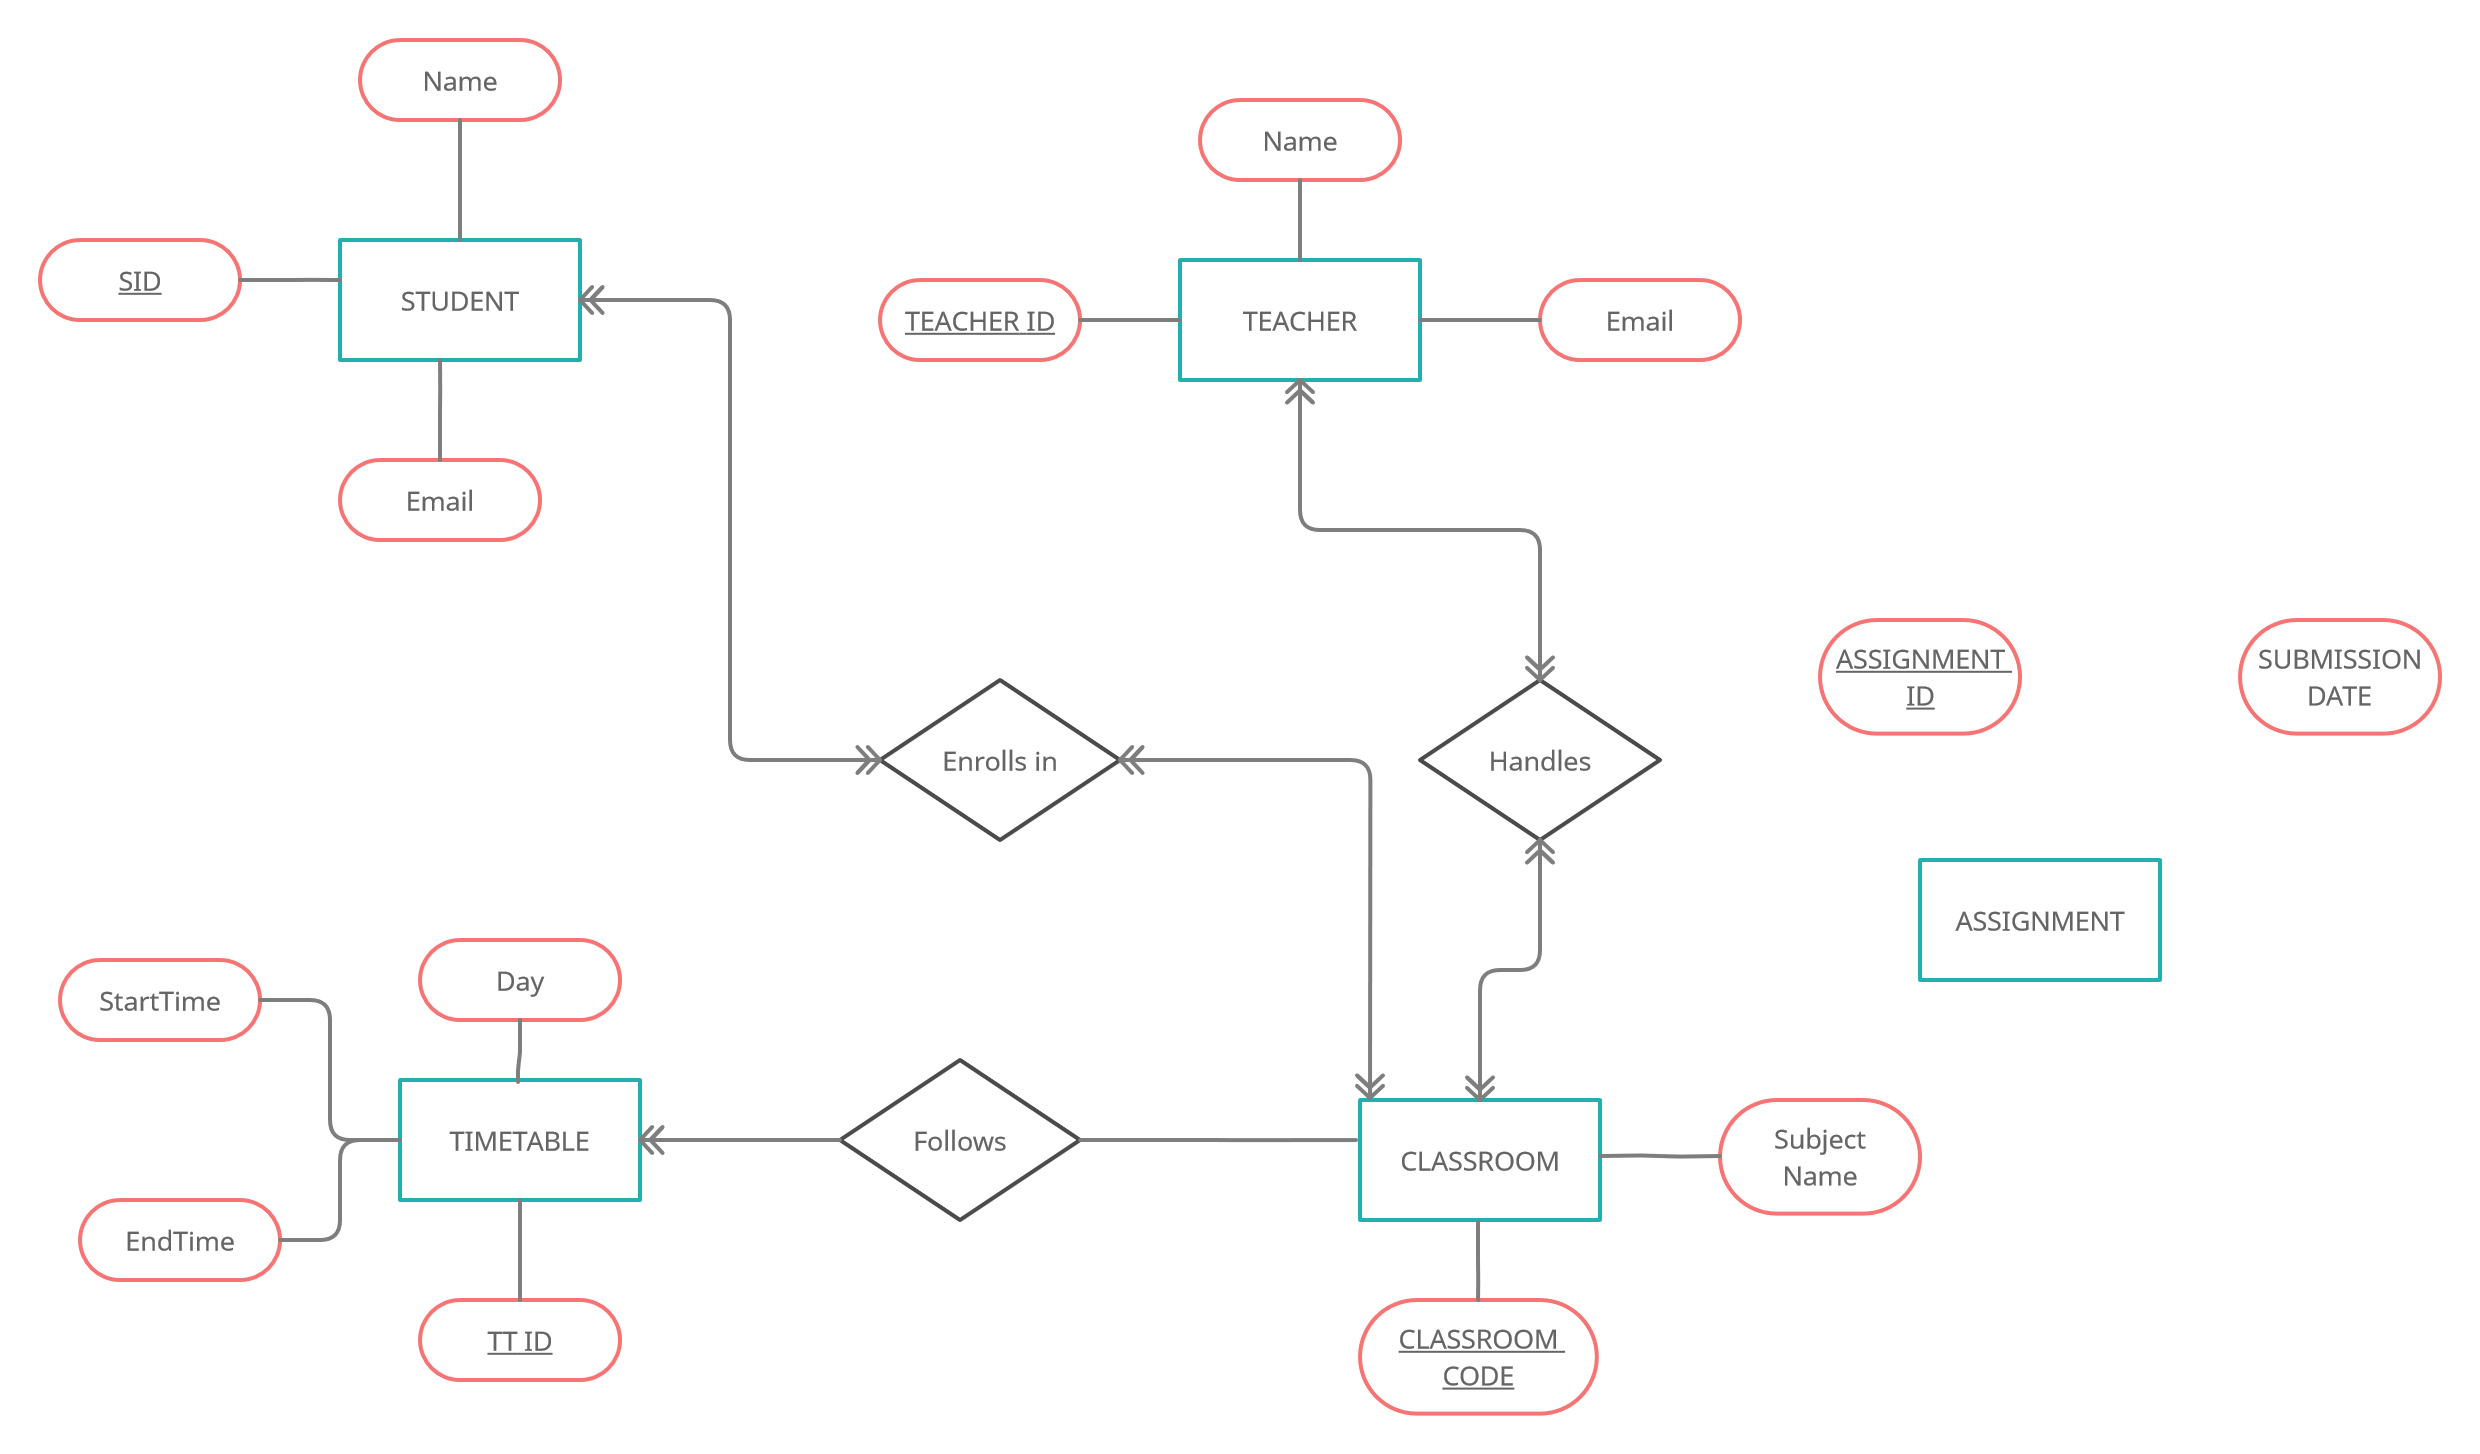 Name
Name
SID
STUDENT
TEACHER ID
TEACHER
Email
Email
ASSIGNMENT
ID
SUBMISSION
DATE
Enrolls in
Handles
ASSIGNMENT
StartTime
Day
TIMETABLE
Follows
CLASSROOM
Subject
Name
EndTime
TT ID
CLASSROOM
CODE